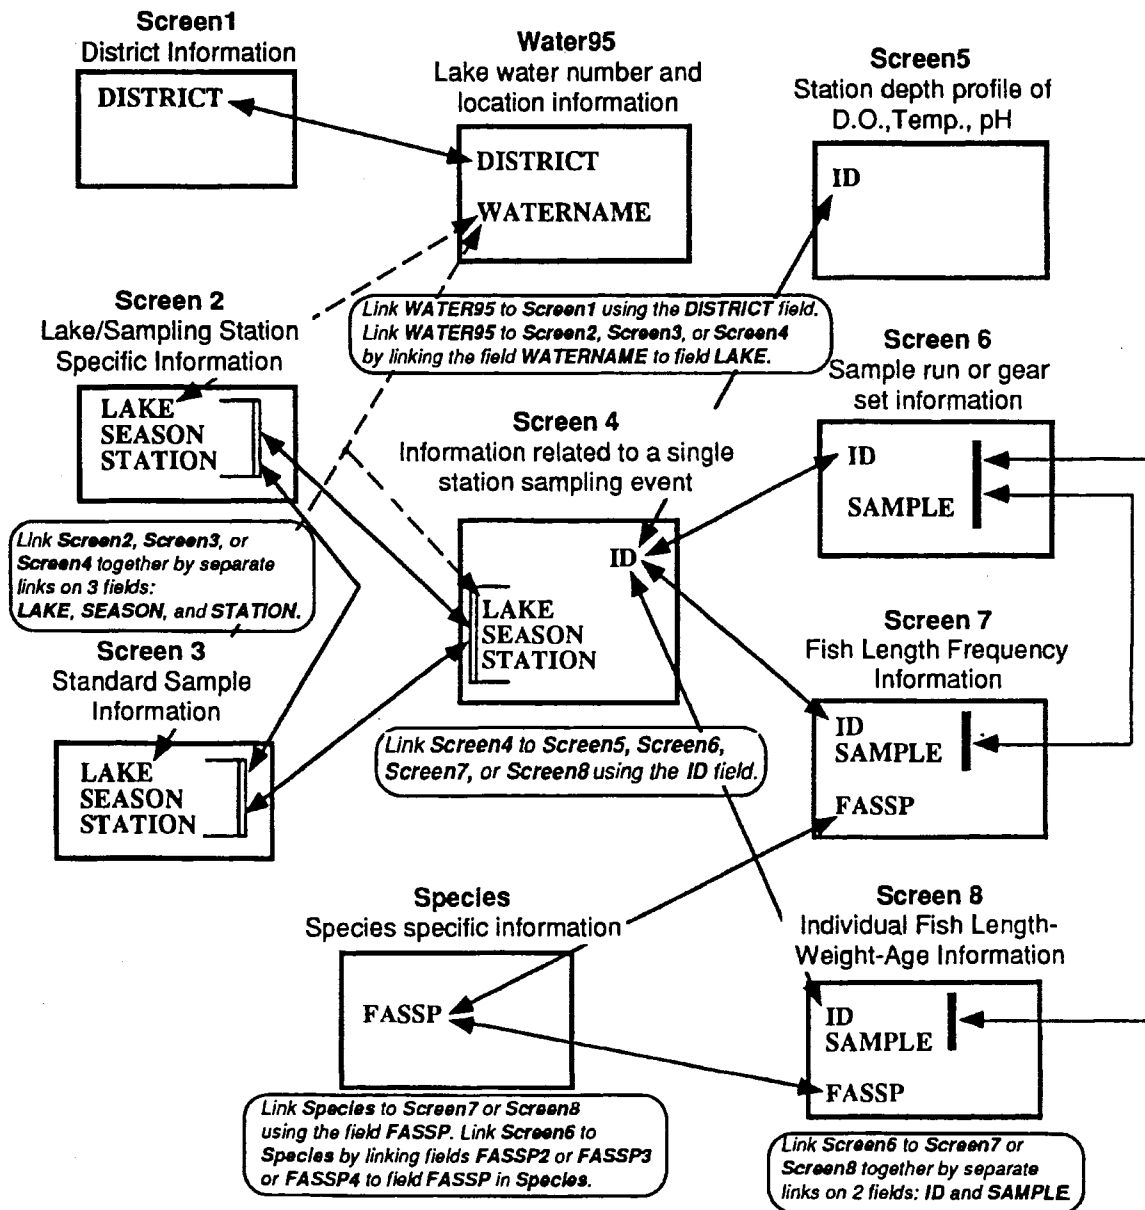 Screen1
District Information
DISTRICT
Water95
Lake water number and
location information
DISTRICT
WATERNAME
Screen5
Station depth profile of
D.O.,Temp., pH
ID
Link WATER95 to Screen1 using the DISTRICT field.
Link WATER95 to Screen2, Screen3, or Screen4
by linking the field WATERNAME to field LAKE.
Screen 2
Lake/Sampling Station
Specific Information
LAKE
SEASON
STATION
Screen 4
Information related to a single
station sampling event
ID
LAKE
SEASON
STATION
Screen 6
Sample run or gear
set information
ID
SAMPLE
Link Screen2, Screen3, or
Screen4 together by separate
links on 3 fields:
LAKE, SEASON, and STATION.
Screen 3
Standard Sample
Information
LAKE
SEASON
STATION
Link Screen4 to Screen5, Screen6,
Screen7, or Screen8 using the ID field.
Screen 7
Fish Length Frequency
Information
ID
SAMPLE
FASSP
Species
Species specific information
FASSP
Screen 8
Individual Fish Length-
Weight-Age Information
ID
SAMPLE
FASSP
Link Species to Screen7 or Screen8
using the field FASSP. Link Screen6 to
Species by linking fields FASSP2 or FASSP3
or FASSP4 to field FASSP in Species.
Link Screen6 to Screen7 or
Screen8 together by separate
links on 2 fields: ID and SAMPLE